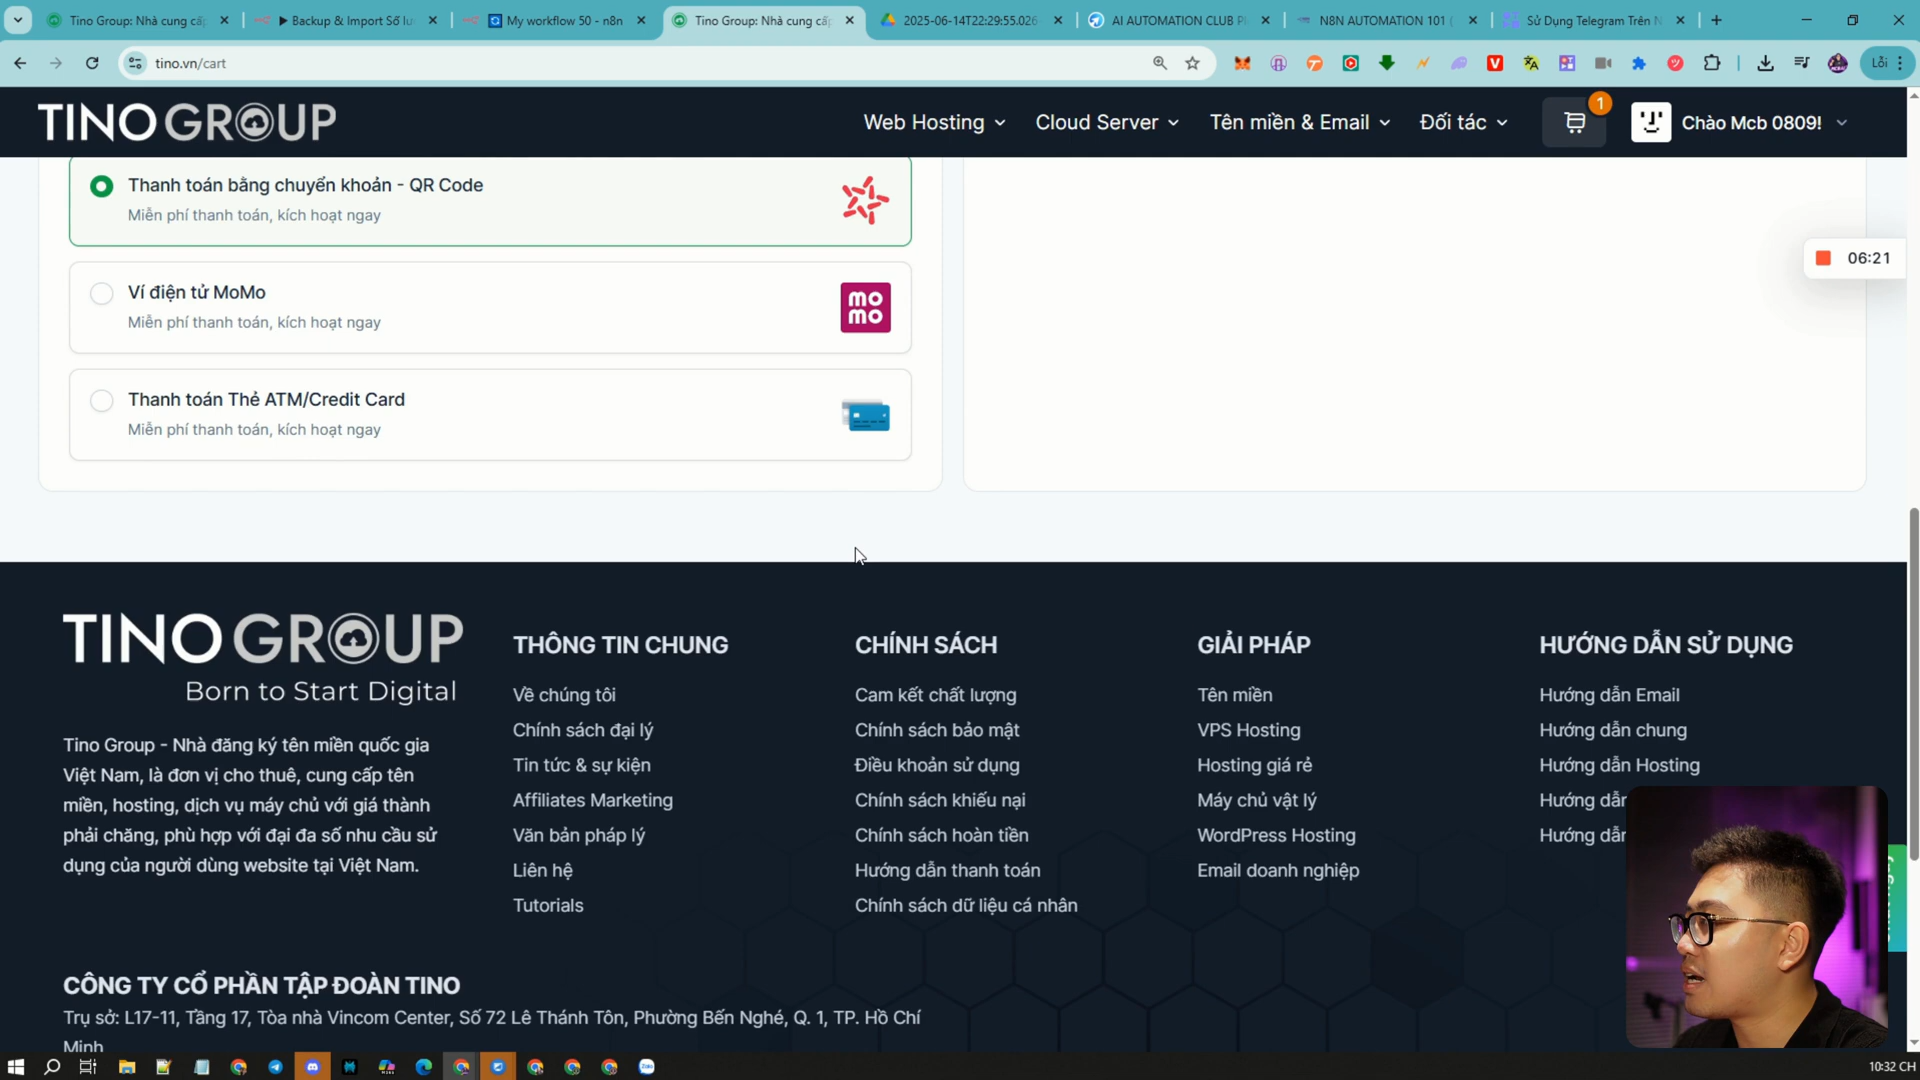 Tino Group: Nhà cung cấ
Backup & Import Số lư
My workflow 50 - n8n
Tino Group: Nhà cung cấp
2025-06-14T22:29:55.026
AI AUTOMATION CLUB
N8N AUTOMATION 101
Sử Dụng Telegram Trên
tino.vn/cart
Lỗi
TINO GROUP
Web Hosting
Cloud Server
Tên miền & Email
Đối tác
1
Chào Mcb 0809!
Thanh toán bằng chuyển khoản - QR Code
Miễn phí thanh toán, kích hoạt ngay
06:21
Ví điện tử MoMo
Miễn phí thanh toán, kích hoạt ngay
mo
mo
Thanh toán Thẻ ATM/Credit Card
Miễn phí thanh toán, kích hoạt ngay
TINO GROUP
Born to Start Digital
Tino Group - Nhà đăng ký tên miền quốc gia
Việt Nam, là đơn vị cho thuê, cung cấp tên
miền, hosting, dịch vụ máy chủ với giá thành
phải chăng, phù hợp với đại đa số nhu cầu sử
dụng của người dùng website tại Việt Nam.
THÔNG TIN CHUNG
Về chúng tôi
Chính sách đại lý
Tin tức & sự kiện
Affiliates Marketing
Văn bản pháp lý
Liên hệ
Tutorials
CHÍNH SÁCH
Cam kết chất lượng
Chính sách bảo mật
Điều khoản sử dụng
Chính sách khiếu nại
Chính sách hoàn tiền
Hướng dẫn thanh toán
Chính sách dữ liệu cá nhân
GIẢI PHÁP
Tên miền
VPS Hosting
Hosting giá rẻ
Máy chủ vật lý
WordPress Hosting
Email doanh nghiệp
HƯỚNG DẪN SỬ DỤNG
Hướng dẫn Email
Hướng dẫn chung
Hướng dẫn Hosting
Hướng
Hướng
CÔNG TY CỔ PHẦN TẬP ĐOÀN TINO
Trụ sở: L17-11, Tầng 17, Tòa nhà Vincom Center, Số 72 Lê Thánh Tôn, Phường Bến Nghé, Q. 1, TP. Hồ Chí
Minh
10:32 CH